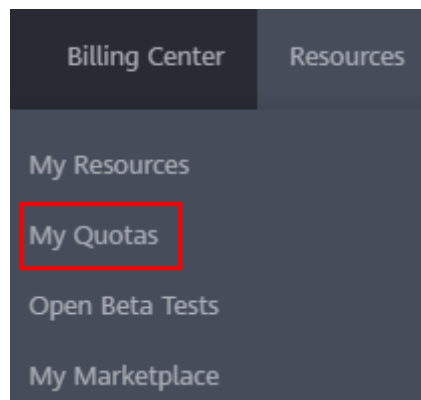 Billing Center Resources
My Resources
My Quotas
Open Beta Tests
My Marketplace